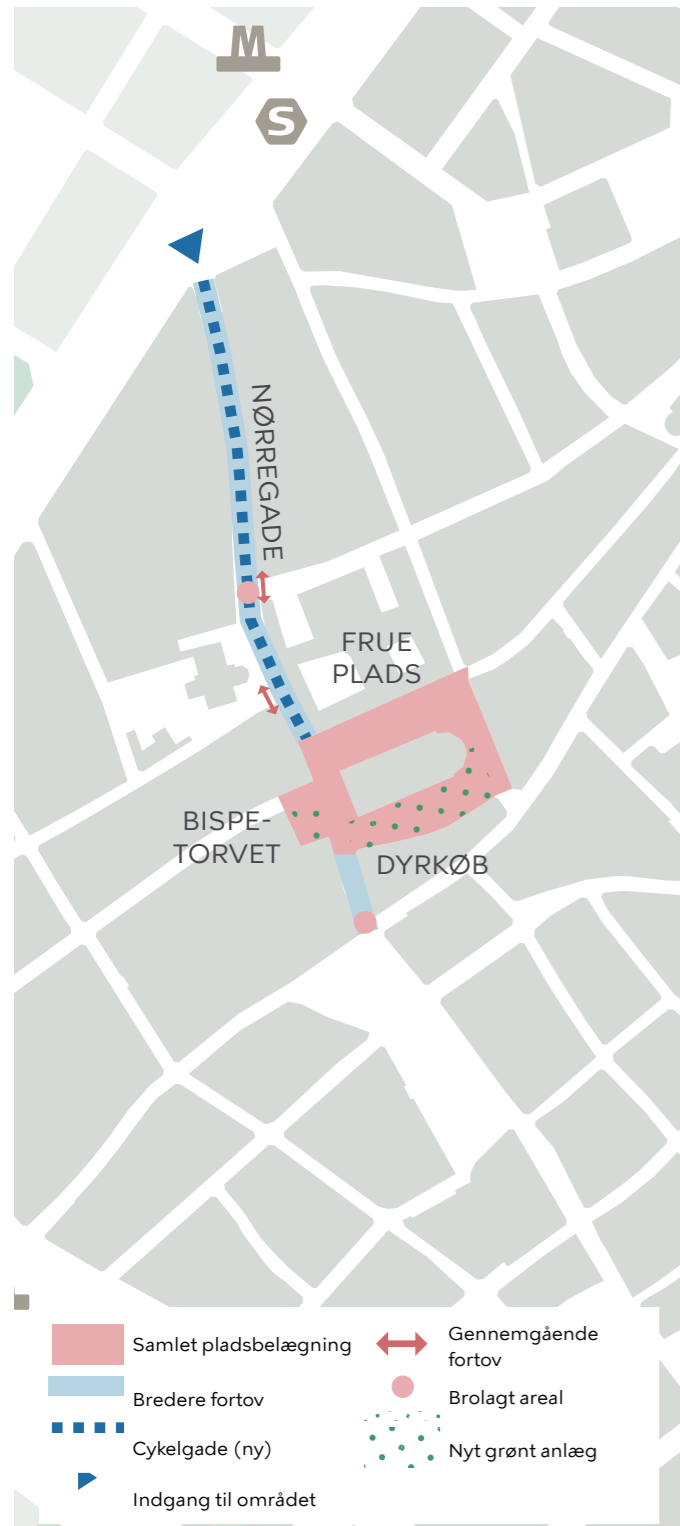 M
S
NØRREGADE
FRUE
PLADS
BISPE-
TORVET
DYRKØB
Samlet pladsbelægning
Bredere fortov
Cykelgade (ny)
Indgang til området
Gennemgående
fortov
Brolagt areal
Nyt grønt anlæg